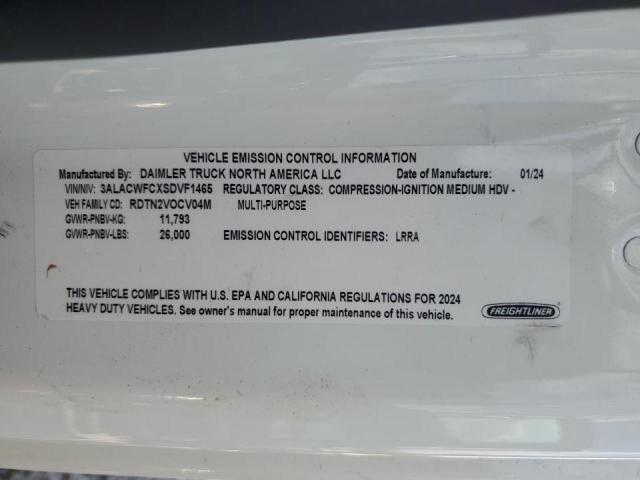 VEHICLE EMISSION CONTROL INFORMATION
Manufactured By: DAIMLER TRUCK NORTH AMERICA LLC Date of Manufacture: 01/24
VIN/NIV: 3ALACWFCXSDVF1465 REGULATORY CLASS: COMPRESSION-IGNITION MEDIUM HDV -
VEH FAMILY CD: RDTN2VOCV04M MULTI-PURPOSE
GVWR-PNBV-KG: 11,793
GVWR-PNBV-LBS: 26,000 EMISSION CONTROL IDENTIFIERS: LRRA
THIS VEHICLE COMPLIES WITH U.S. EPA AND CALIFORNIA REGULATIONS FOR 2024
HEAVY DUTY VEHICLES. See owner's manual for proper maintenance of this vehicle.
FREIGHTLINER